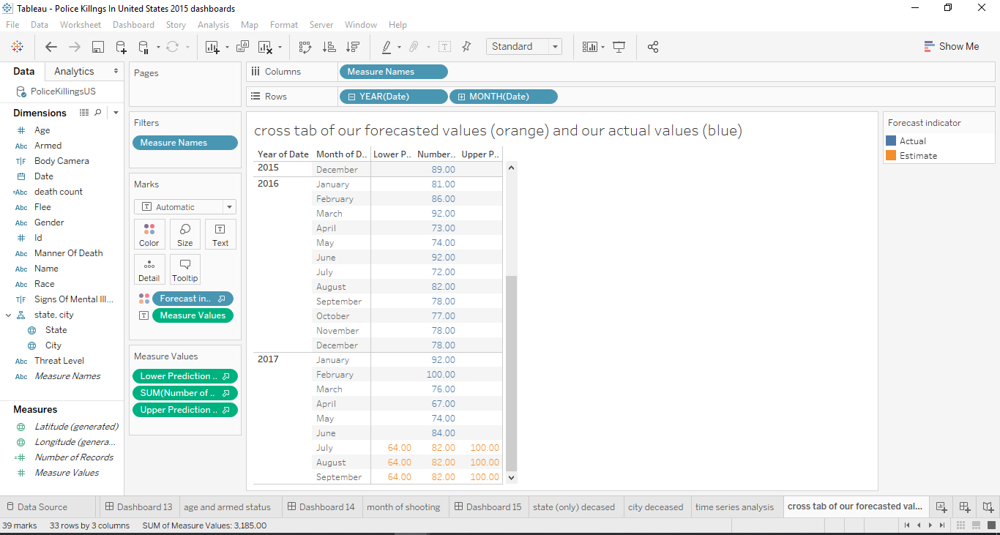 Tableau - Police Killngs In United States 2015 dashboards
File Data Worksheet Dashboard Story Analysis Map Format Server Window Help
Standard Show Me
Data Analytics
PoliceKillingsUS
Dimensions
Age
Abc Armed
T|F Body Camera
Date
=Abc death count
Abc Flee
Abc Gender
Id
Abc Manner Of Death
Abc Name
Abc Race
T|F Signs Of Mental Ill...
state, city
State
City
Abc Threat Level
Abc Measure Names
Measures
Latitude (generated)
Longitude (genera...
Number of Records
Measure Values
Pages
Filters
Measure Names
Marks
Automatic
Color Size Text
Detail Tooltip
Forecast in..
Measure Values
Measure Values
Lower Prediction ..
SUM(Number of ..
Upper Prediction ..
Columns Measure Names
Rows YEAR(Date) MONTH(Date)
cross tab of our forecasted values (orange) and our actual values (blue)
Year of Date Month of D.. Lower P.. Number.. Upper P..
2015 December 89.00
2016 January 81.00
February 86.00
March 92.00
April 73.00
May 74.00
June 92.00
July 72.00
August 82.00
September 78.00
October 77.00
November 78.00
December 78.00
2017 January 92.00
February 100.00
March 76.00
April 67.00
May 74.00
June 84.00
July 64.00 82.00 100.00
August 64.00 82.00 100.00
September 64.00 82.00 100.00
Forecast indicator
Actual
Estimate
Data Source Dashboard 13 age and armed status Dashboard 14 month of shooting Dashboard 15 state (only) decased city deceased time series analysis cross tab of our forecasted val...
39 marks 33 rows by 3 columns SUM of Measure Values: 3,185.00